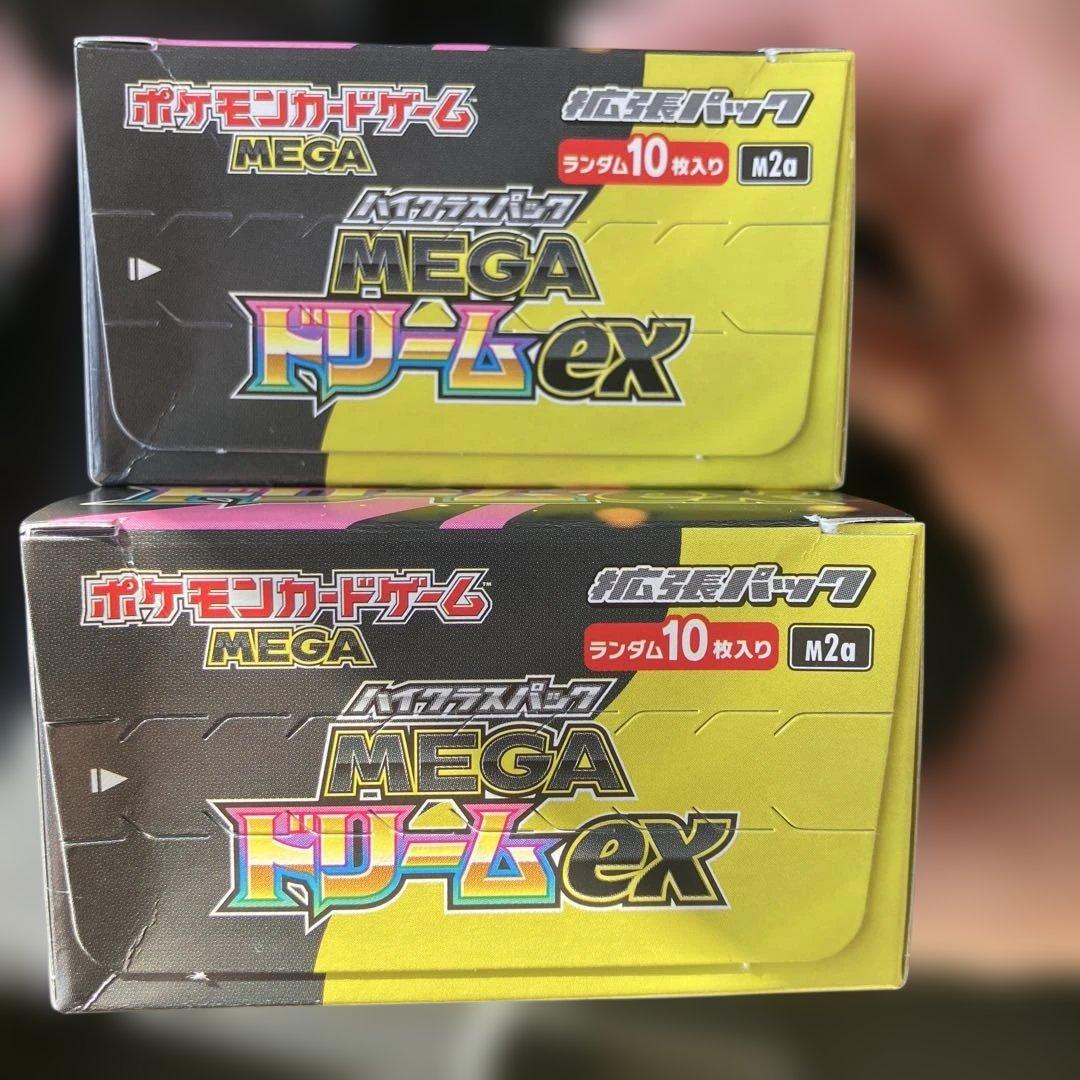 ポケモンカードゲーム™
MEGA
拡張パック
ランダム10枚入り
M2a
ハイクラスパック
MEGA
ドリームex
ポケモンカードゲーム™
MEGA
拡張パック
ランダム10枚入り
M2a
ハイクラスパック
MEGA
ドリームex